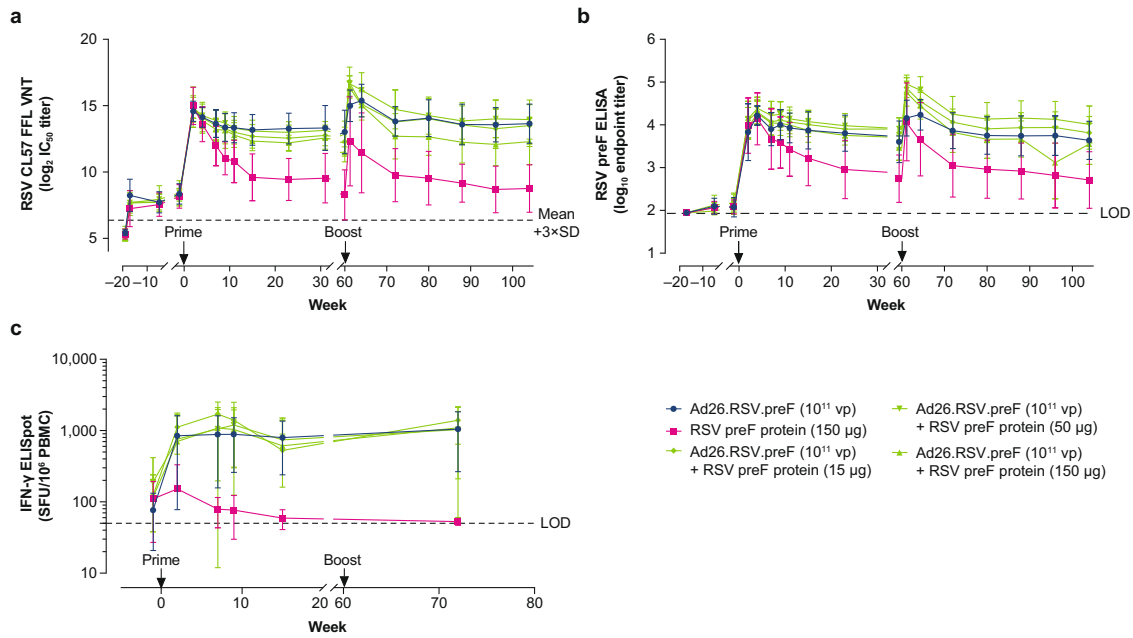 a
RSV CL57 FFL VNT
(log₂ IC₅₀ titer)
20
15
10
5
Mean
+3×SD
Prime
Boost
–20 –10 0 10 20 30 60 70 80 90 100
Week
b
RSV preF ELISA
(log₁₀ endpoint titer)
6
5
4
3
2
1
LOD
Prime
Boost
–20 –10 0 10 20 30 60 70 80 90 100
Week
c
IFN-γ ELISpot
(SFU/10⁶ PBMC)
10,000
1,000
100
10
LOD
Prime
Boost
0 10 20 60 70 80
Week
Ad26.RSV.preF (10¹¹ vp)
RSV preF protein (150 μg)
Ad26.RSV.preF (10¹¹ vp)
+ RSV preF protein (15 μg)
Ad26.RSV.preF (10¹¹ vp)
+ RSV preF protein (50 μg)
Ad26.RSV.preF (10¹¹ vp)
+ RSV preF protein (150 μg)